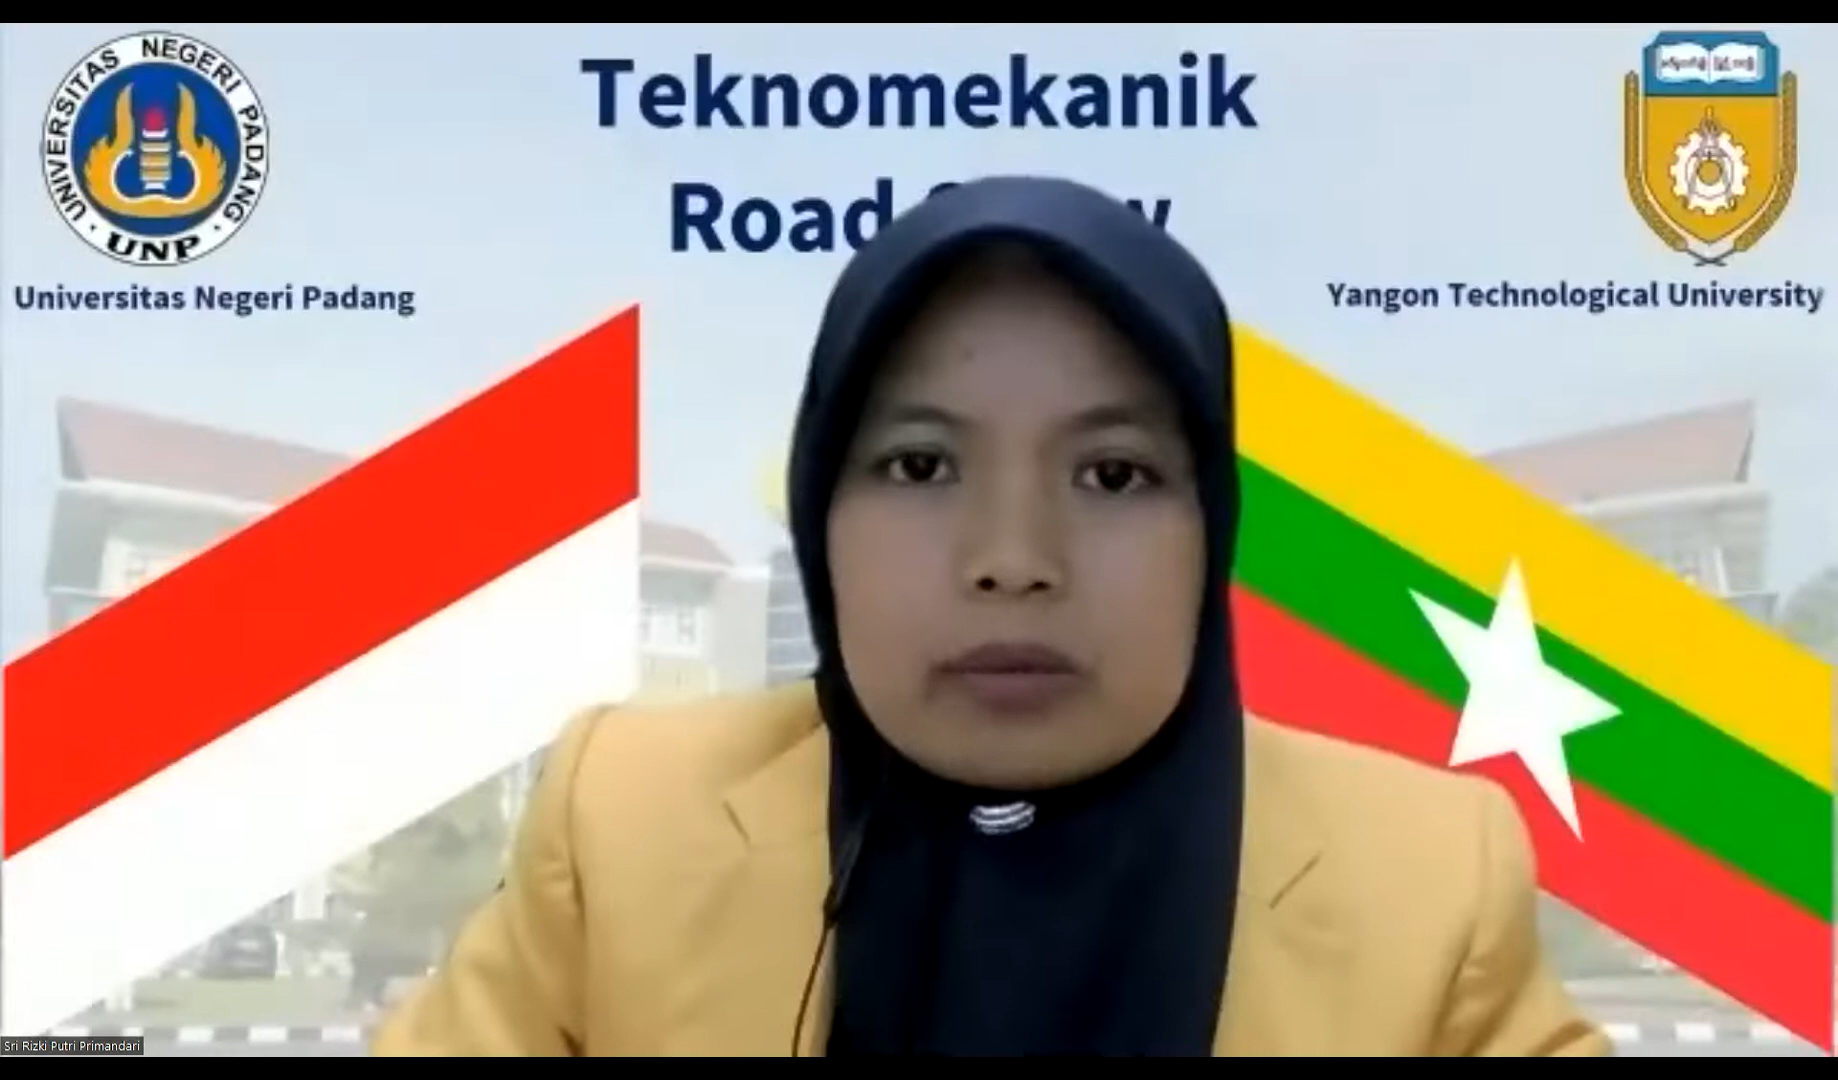 UNIVERSITAS NEGERI PADANG
UNP
Universitas Negeri Padang
Teknomekanik
Road
Yangon Technological University
Sri Rizki Putri Primandari